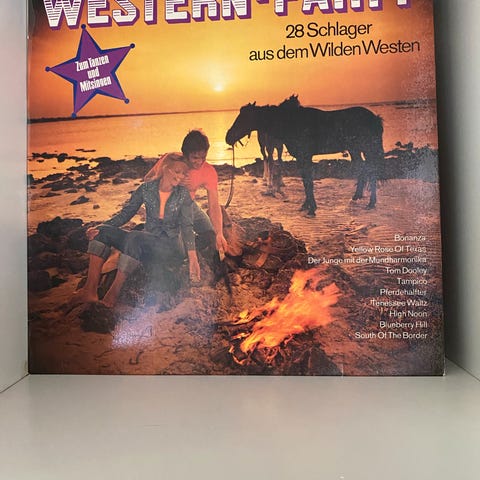 WESTERN-PARTY
28 Schlager
aus dem Wilden Westen
Zum Tanzen
und
Mitsingen
Bonanza
Yellow Rose Of Texas
Der Junge mit der Mundharmonika
Tom Dooley
Tampico
Pferdehalfter
Tenessee Waltz
High Noon
Blueberry Hill
South Of The Border